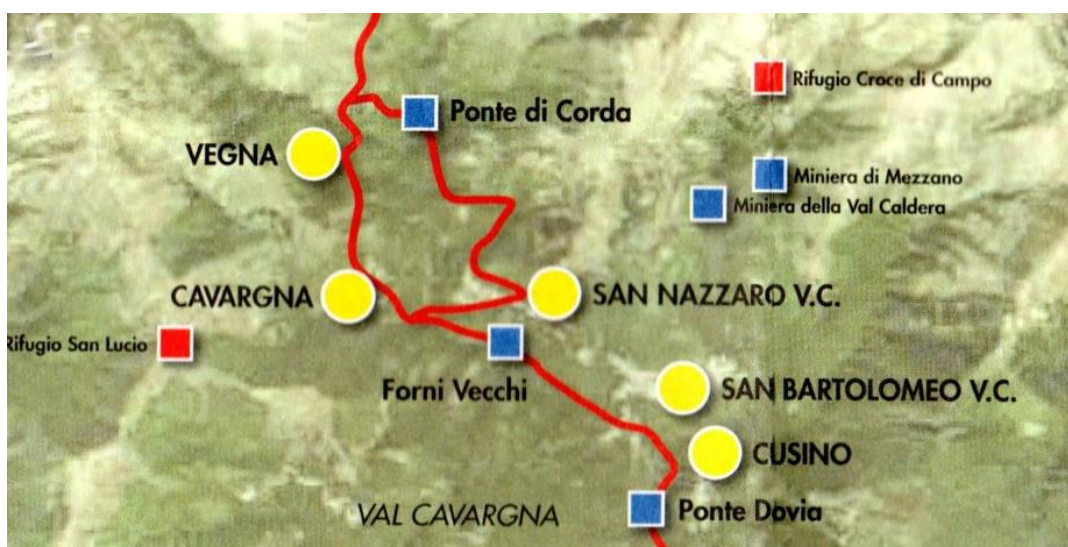 Rifugio Croce di Campo
Ponte di Corda
VEGNA
Miniera di Mezzano
Miniera della Val Caldera
CAVARGNA
SAN NAZZARO V.C.
Rifugio San Lucio
Forni Vecchi
SAN BARTOLOMEO V.C.
CUSINO
VAL CAVARGNA
Ponte Dovia